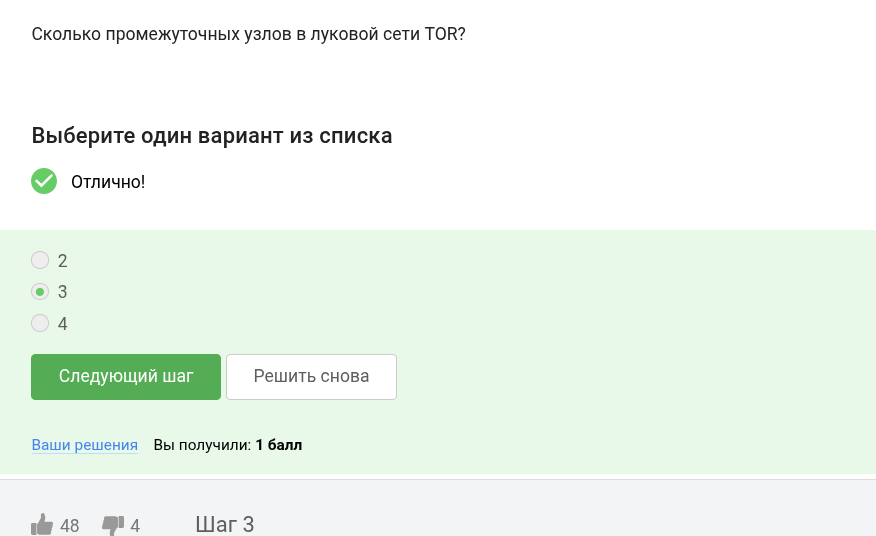 Сколько промежуточных узлов в луковой сети TOR?
Выберите один вариант из списка
Отлично!
2
3
4
Следующий шаг Решить снова
Ваши решения Вы получили: 1 балл
48 4 Шаг 3